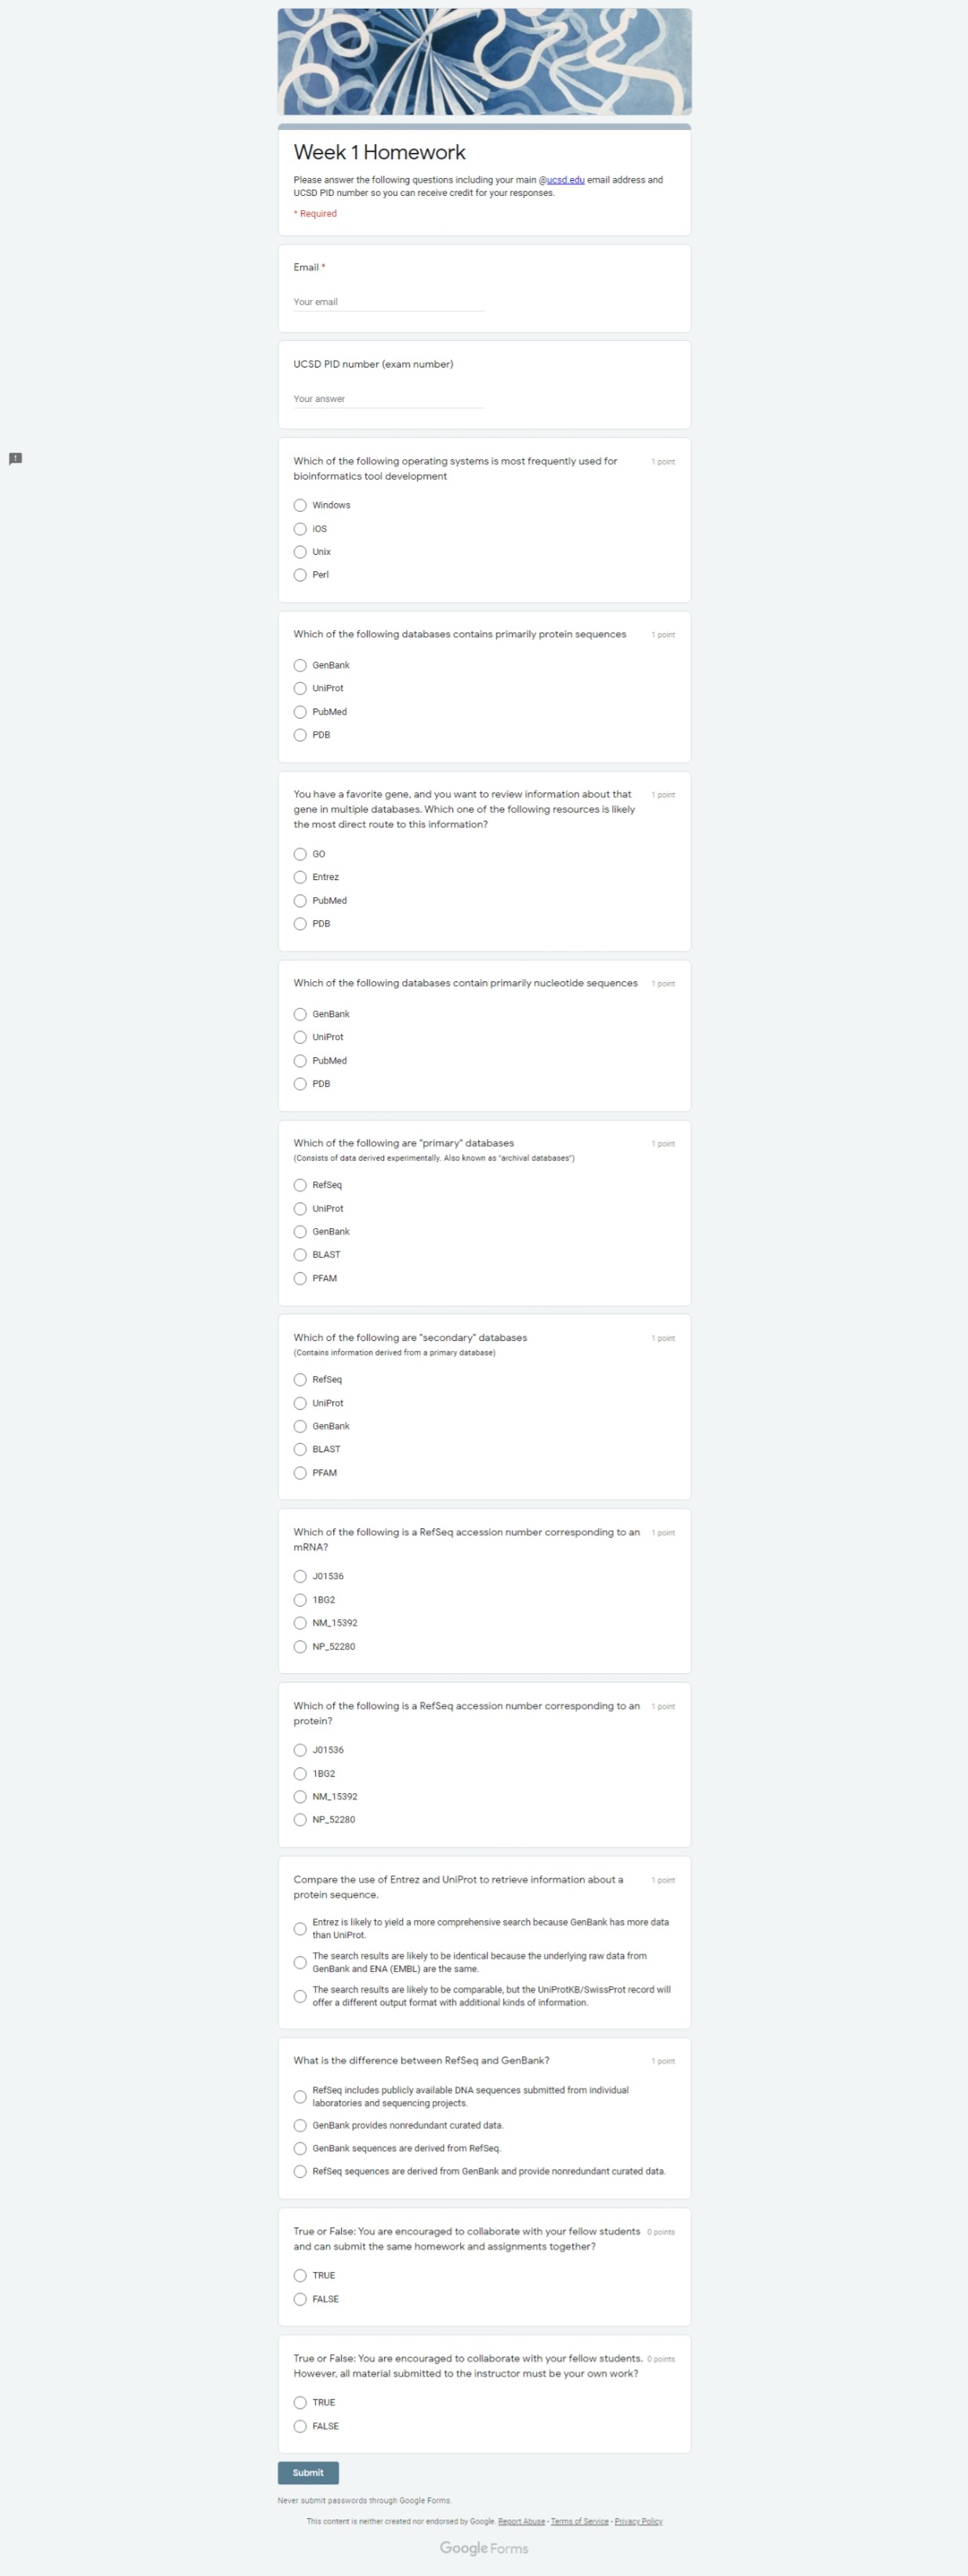 Week 1 Homework
Please answer the following questions including your main @ucsd.edu email address and
UCSD PID number so you can receive credit for your responses.
* Required
Email *
Your email
UCSD PID number (exam number)
Your answer
Which of the following operating systems is most frequently used for 1 point
bioinformatics tool development
Windows
iOS
Unix
Perl
Which of the following databases contains primarily protein sequences 1 point
GenBank
UniProt
PubMed
PDB
You have a favorite gene, and you want to review information about that 1 point
gene in multiple databases. Which one of the following resources is likely
the most direct route to this information?
GO
Entrez
PubMed
PDB
Which of the following databases contain primarily nucleotide sequences 1 point
GenBank
UniProt
PubMed
PDB
Which of the following are "primary" databases 1 point
(Consists of data derived experimentally. Also known as "archival databases")
RefSeq
UniProt
GenBank
BLAST
PFAM
Which of the following are "secondary" databases 1 point
(Contains information derived from a primary database)
RefSeq
UniProt
GenBank
BLAST
PFAM
Which of the following is a RefSeq accession number corresponding to an 1 point
mRNA?
J01536
1BG2
NM_15392
NP_52280
Which of the following is a RefSeq accession number corresponding to an 1 point
protein?
J01536
1BG2
NM_15392
NP_52280
Compare the use of Entrez and UniProt to retrieve information about a 1 point
protein sequence.
Entrez is likely to yield a more comprehensive search because GenBank has more data
than UniProt.
The search results are likely to be identical because the underlying raw data from
GenBank and ENA (EMBL) are the same.
The search results are likely to be comparable, but the UniProtKB/SwissProt record will
offer a different output format with additional kinds of information.
What is the difference between RefSeq and GenBank? 1 point
RefSeq includes publicly available DNA sequences submitted from individual
laboratories and sequencing projects.
GenBank provides nonredundant curated data.
GenBank sequences are derived from RefSeq.
RefSeq sequences are derived from GenBank and provide nonredundant curated data.
True or False: You are encouraged to collaborate with your fellow students 0 points
and can submit the same homework and assignments together?
TRUE
FALSE
True or False: You are encouraged to collaborate with your fellow students. 0 points
However, all material submitted to the instructor must be your own work?
TRUE
FALSE
Submit
Never submit passwords through Google Forms.
This content is neither created nor endorsed by Google. Report Abuse - Terms of Service - Privacy Policy
Google Forms